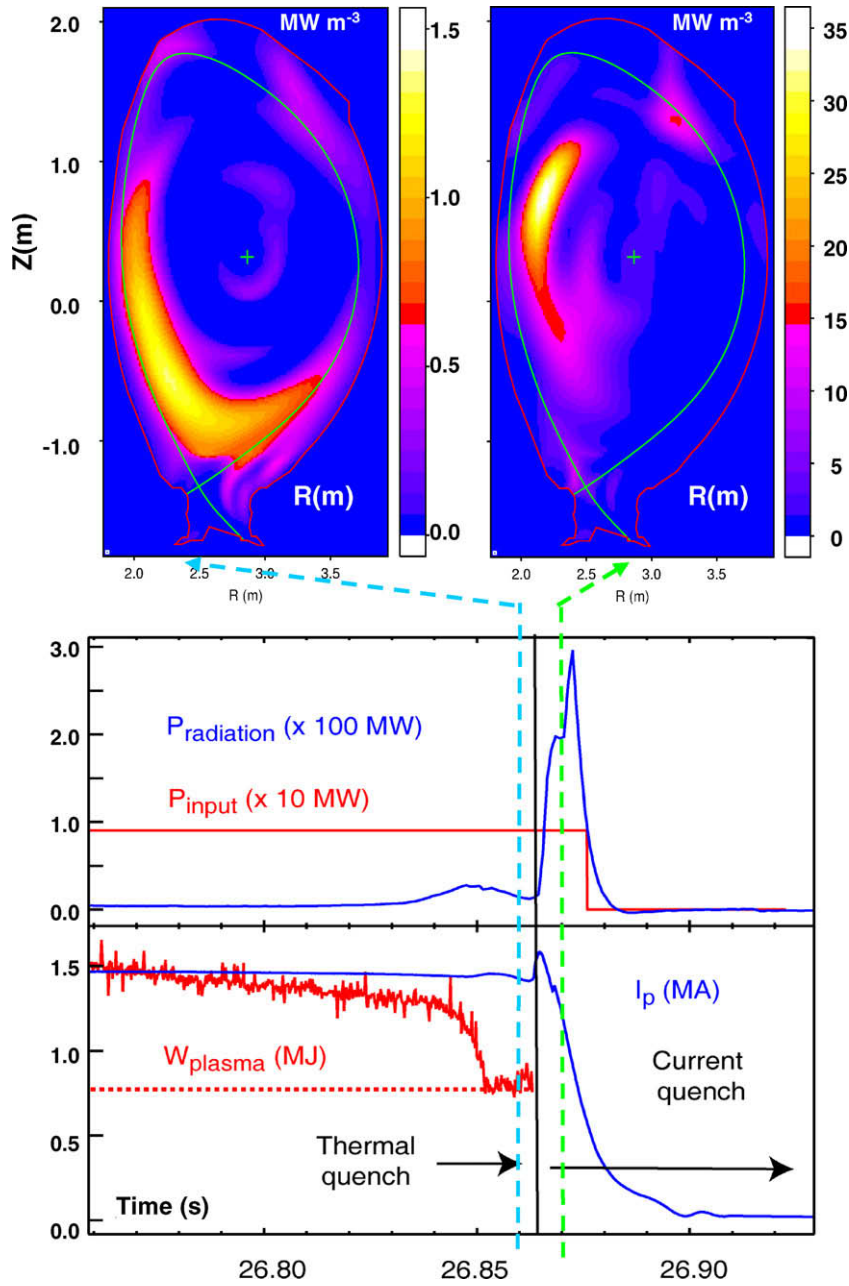 MW m⁻³
MW m⁻³
2.0
1.0
0.0
-1.0
Z(m)
R(m)
2.0 2.5 3.0 3.5
R (m)
1.5
1.0
0.5
0.0
R(m)
2.0 2.5 3.0 3.5
R (m)
35
30
25
20
15
10
5
0
3.0
2.0
1.0
0.0
P_radiation (x 100 MW)
P_input (x 10 MW)
1.5
1.0
0.5
0.0
I_p (MA)
W_plasma (MJ)
Current
quench
Thermal
quench
Time (s)
26.80 26.85 26.90